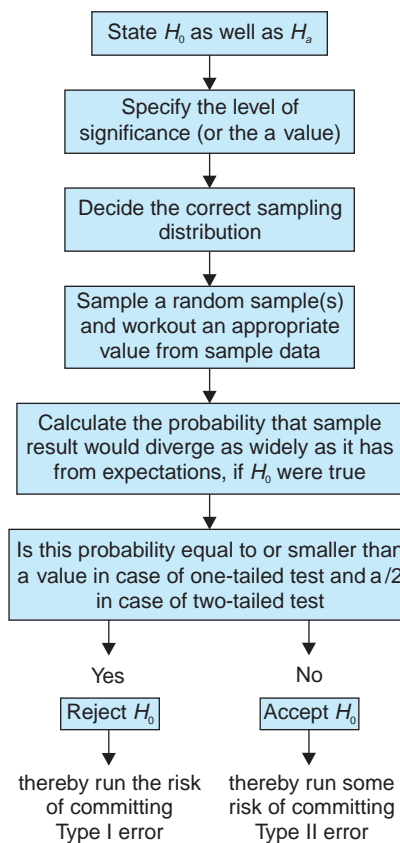 State H₀ as well as Hₐ
Specify the level of
significance (or the a value)
Decide the correct sampling
distribution
Sample a random sample(s)
and workout an appropriate
value from sample data
Calculate the probability that sample
result would diverge as widely as it has
from expectations, if H₀ were true
Is this probability equal to or smaller than
a value in case of one-tailed test and a/2
in case of two-tailed test
Yes
No
Reject H₀
Accept H₀
thereby run the risk
of committing
Type I error
thereby run some
risk of committing
Type II error